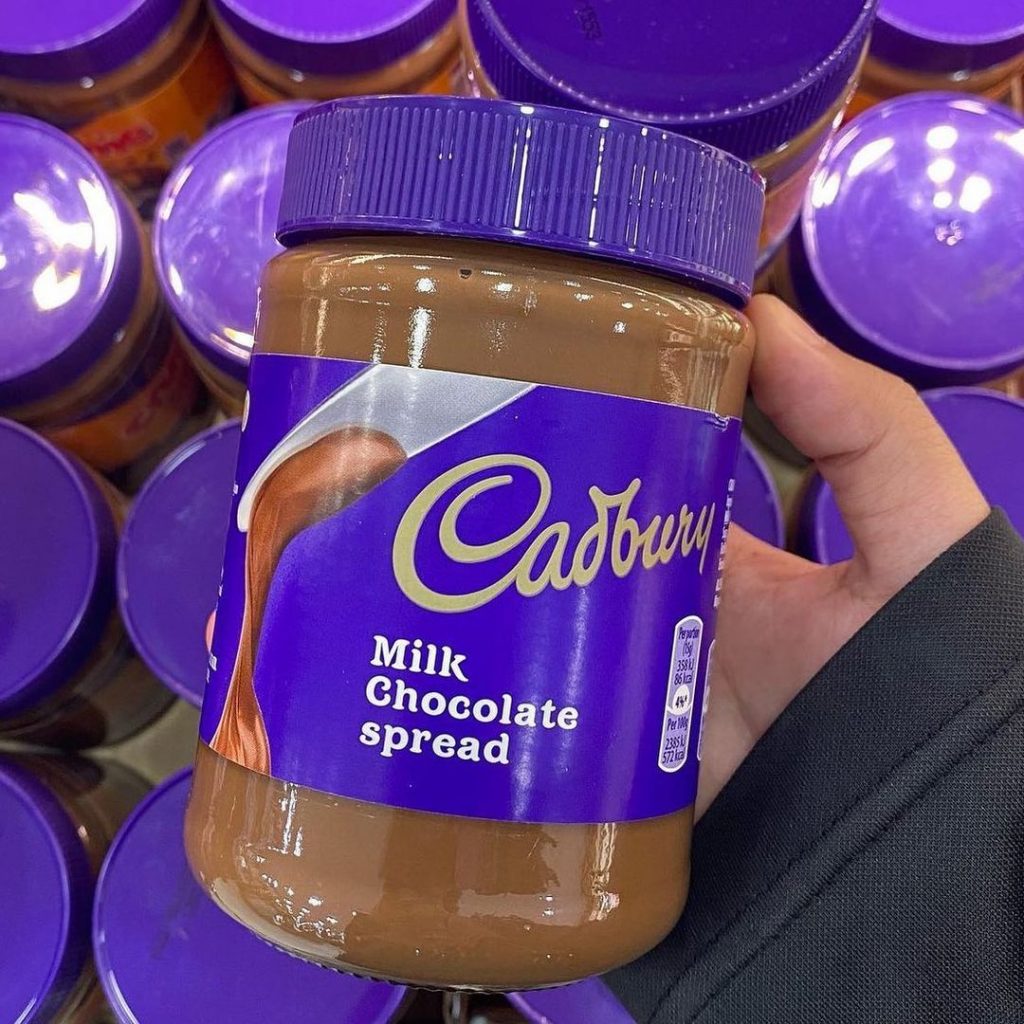 Cadbury
Milk
Chocolate
spread
Per portion
(15g)
358 kJ
86 kcal
4%*
Per 100g
2385 kJ
572 kcal